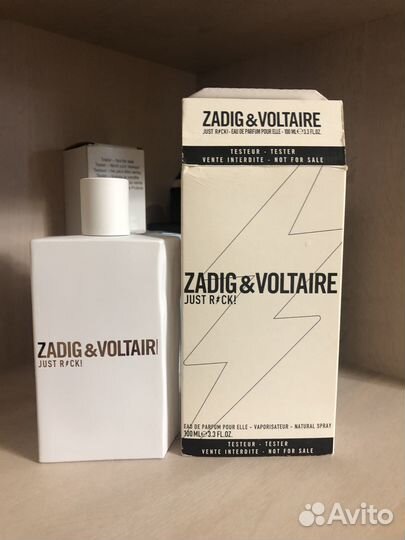 ZADIG & VOLTAIRE
JUST R⚡CK! - EAU DE PARFUM POUR ELLE - 100 ML ℮ 3.3 FL.OZ.
TESTEUR - TESTER
VENTE INTERDITE - NOT FOR SALE
ZADIG & VOLTAIRE
JUST R⚡CK!
EAU DE PARFUM POUR ELLE - VAPORISATEUR - NATURAL SPRAY
100 ML ℮ 3.3 FL.OZ.
TESTEUR - TESTER
VENTE INTERDITE - NOT FOR SALE
ZADIG & VOLTAIR
JUST R⚡CK!
Avito